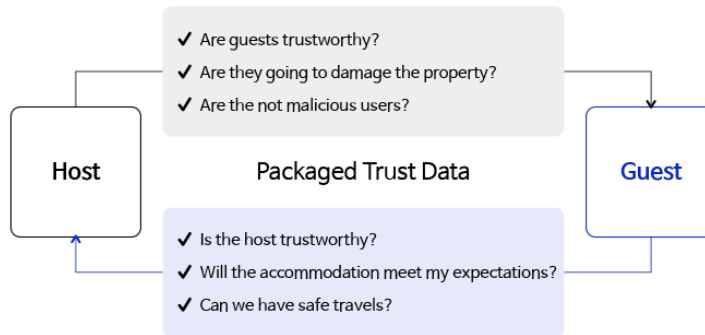 ✔ Are guests trustworthy?
✔ Are they going to damage the property?
✔ Are the not malicious users?
Host
Packaged Trust Data
Guest
✔ Is the host trustworthy?
✔ Will the accommodation meet my expectations?
✔ Can we have safe travels?